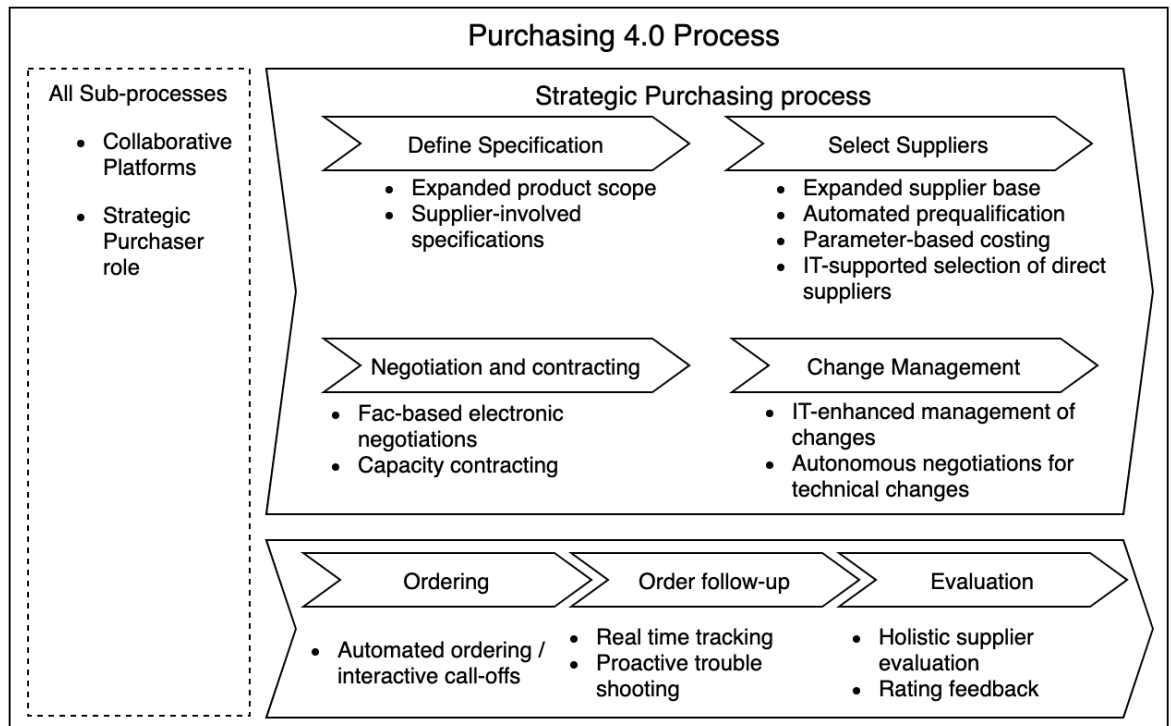 Purchasing 4.0 Process
All Sub-processes
• Collaborative
Platforms
• Strategic
Purchaser
role
Strategic Purchasing process
Define Specification
• Expanded product scope
• Supplier-involved
specifications
Select Suppliers
• Expanded supplier base
• Automated prequalification
• Parameter-based costing
• IT-supported selection of direct
suppliers
Negotiation and contracting
• Fac-based electronic
negotiations
• Capacity contracting
Change Management
• IT-enhanced management of
changes
• Autonomous negotiations for
technical changes
Ordering
• Automated ordering /
interactive call-offs
Order follow-up
• Real time tracking
• Proactive trouble
shooting
Evaluation
• Holistic supplier
evaluation
• Rating feedback